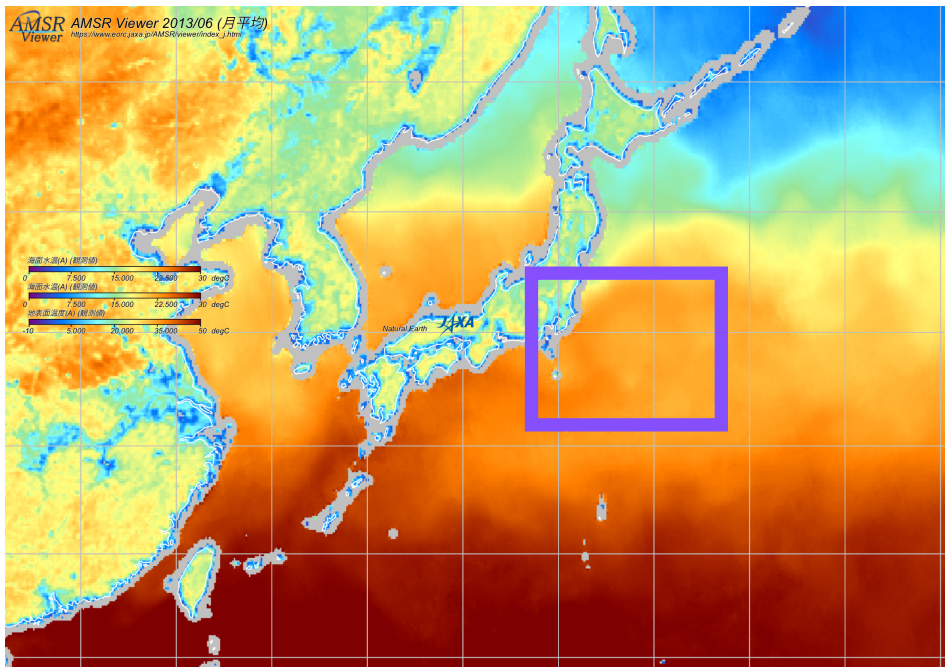 AMSR Viewer
AMSR Viewer 2013/06 (月平均)
https://www.eorc.jaxa.jp/AMSR/viewer/index_j.html
海面水温(A) (観測値)
0 7.500 15.000 22.500 30 degC
海面水温(A) (観測値)
0 7.500 15.000 22.500 30 degC
地表面温度(A) (観測値)
-10 5.000 20.000 35.000 50 degC
Natural Earth
JAXA